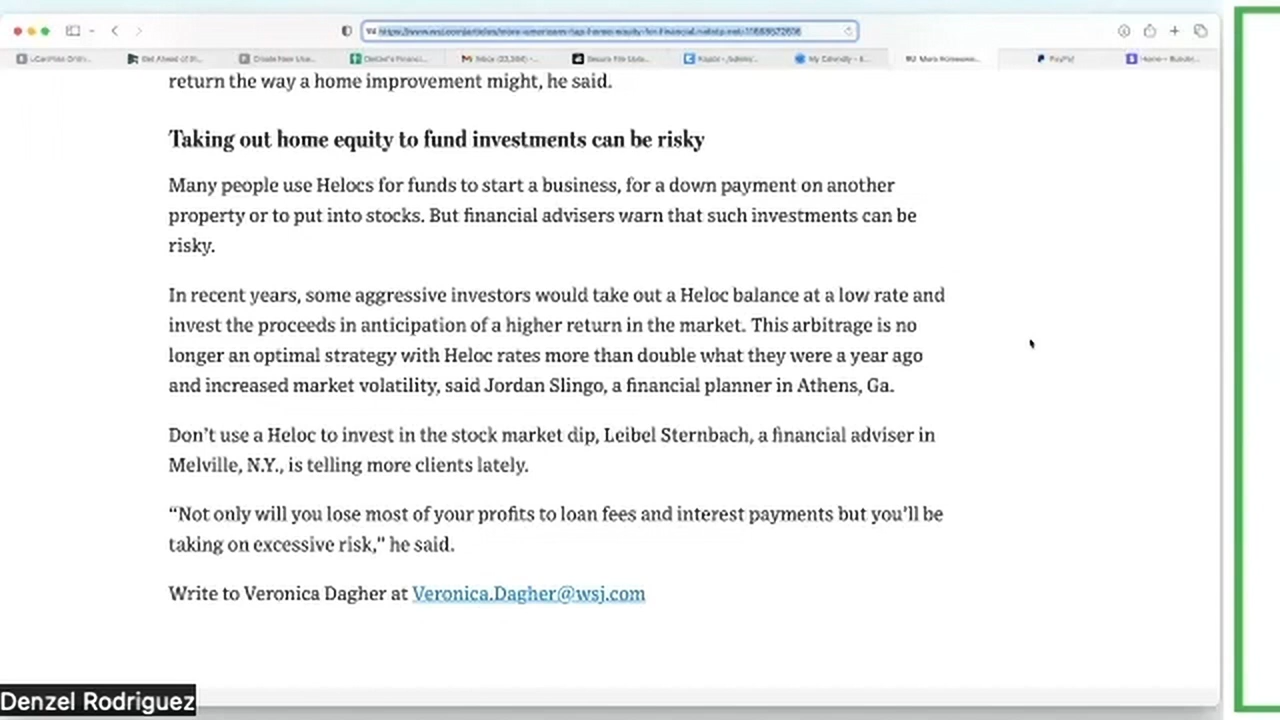 return the way a home improvement might, he said.
Taking out home equity to fund investments can be risky
Many people use Helocs for funds to start a business, for a down payment on another
property or to put into stocks. But financial advisers warn that such investments can be
risky.
In recent years, some aggressive investors would take out a Heloc balance at a low rate and
invest the proceeds in anticipation of a higher return in the market. This arbitrage is no
longer an optimal strategy with Heloc rates more than double what they were a year ago
and increased market volatility, said Jordan Slingo, a financial planner in Athens, Ga.
Don’t use a Heloc to invest in the stock market dip, Leibel Sternbach, a financial adviser in
Melville, N.Y., is telling more clients lately.
“Not only will you lose most of your profits to loan fees and interest payments but you’ll be
taking on excessive risk,” he said.
Write to Veronica Dagher at Veronica.Dagher@wsj.com
Denzel Rodriguez